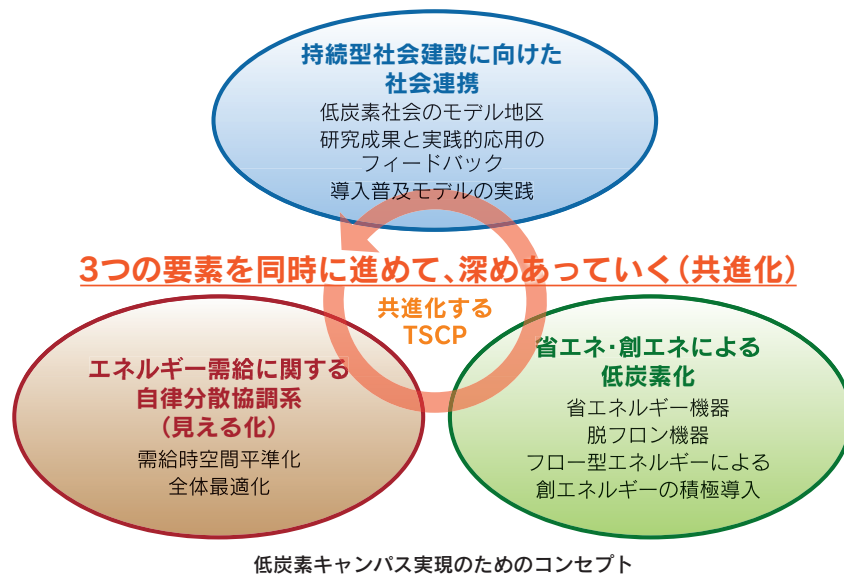 持続型社会建設に向けた
社会連携
低炭素社会のモデル地区
研究成果と実践的応用の
フィードバック
導入普及モデルの実践
3つの要素を同時に進めて、深めあっていく(共進化)
共進化する
TSCP
エネルギー需給に関する
自律分散協調系
(見える化)
需給時空間平準化
全体最適化
省エネ・創エネによる
低炭素化
省エネルギー機器
脱フロン機器
フロー型エネルギーによる
創エネルギーの積極導入
低炭素キャンパス実現のためのコンセプト